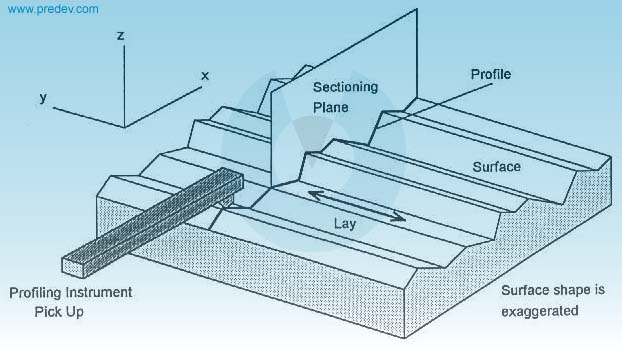 www.predev.com
z
x
y
Sectioning
Plane
Profile
Surface
Lay
Profiling Instrument
Pick Up
Surface shape is
exaggerated